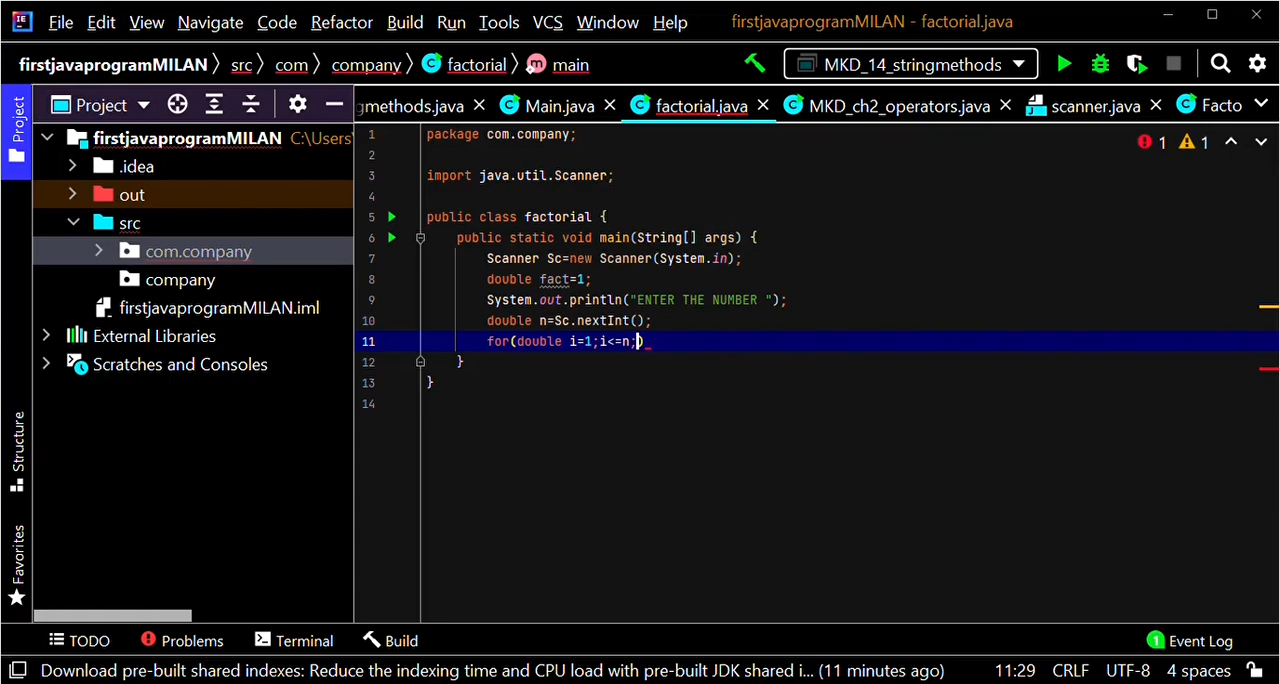 File Edit View Navigate Code Refactor Build Run Tools VCS Window Help firstjavaprogramMILAN - factorial.java
firstjavaprogramMILAN src com company factorial main MKD_14_stringmethods
Project gmethods.java Main.java factorial.java MKD_ch2_operators.java scanner.java Facto
Project
firstjavaprogramMILAN C:\Users
.idea
out
src
com.company
company
firstjavaprogramMILAN.iml
External Libraries
Scratches and Consoles
Structure
Favorites
1 package com.company;
2
3 import java.util.Scanner;
4
5 public class factorial {
6 public static void main(String[] args) {
7 Scanner Sc=new Scanner(System.in);
8 double fact=1;
9 System.out.println("ENTER THE NUMBER ");
10 double n=Sc.nextInt();
11 for(double i=1;i<=n;)
12 }
13 }
14
1 1
TODO Problems Terminal Build 1 Event Log
Download pre-built shared indexes: Reduce the indexing time and CPU load with pre-built JDK shared i... (11 minutes ago) 11:29 CRLF UTF-8 4 spaces